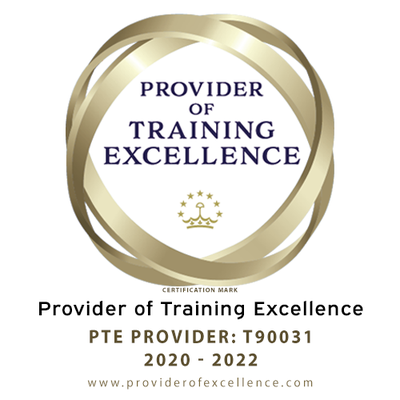 PROVIDER
OF
TRAINING
EXCELLENCE
CERTIFICATION MARK
Provider of Training Excellence
PTE PROVIDER: T90031
2020 - 2022
www.providerofexcellence.com